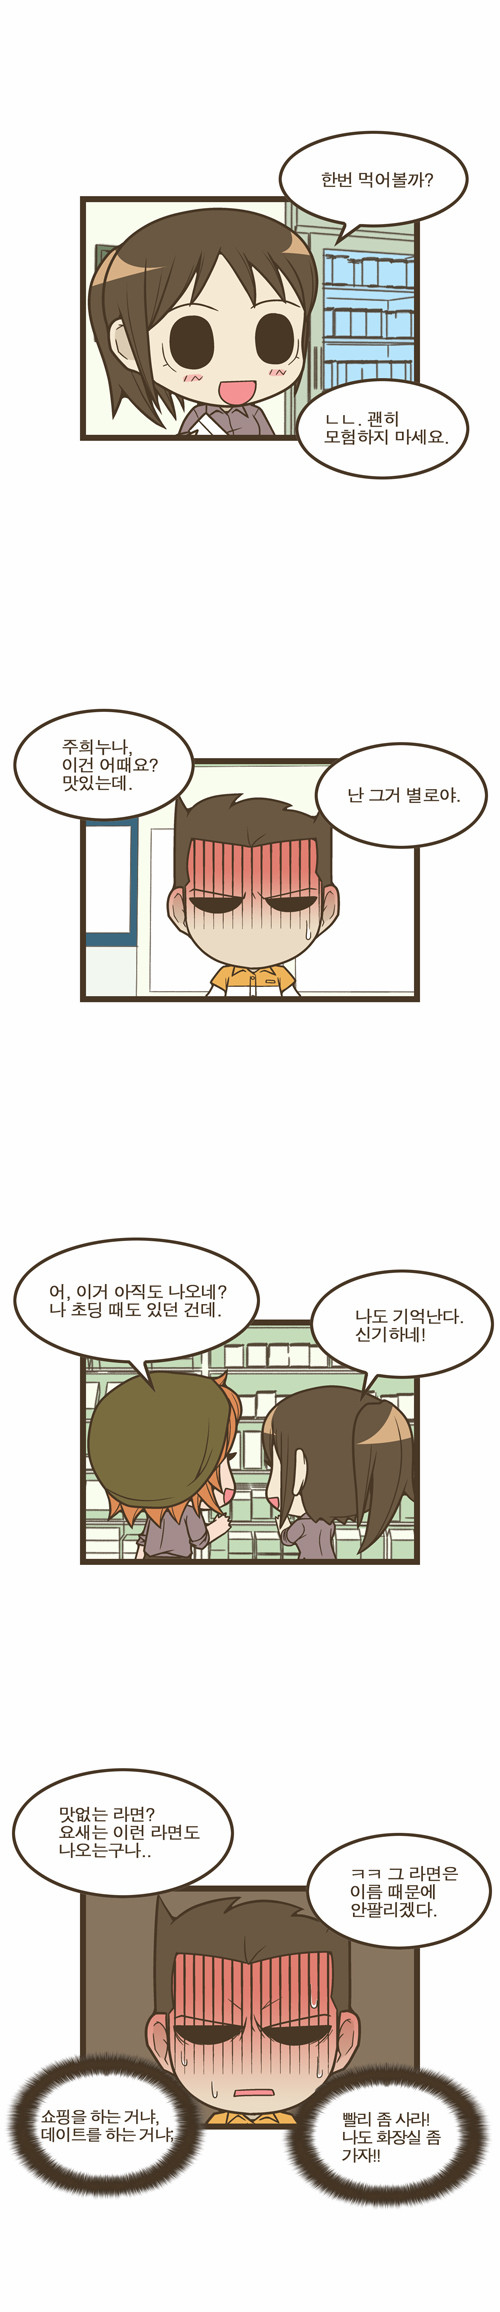 한번 먹어볼까?
ㄴㄴ. 괜히
모험하지 마세요.
주희누나,
이건 어때요?
맛있는데.
난 그거 별로야.
어, 이거 아직도 나오네?
나 초딩 때도 있던 건데.
나도 기억난다.
신기하네!
맛없는 라면?
요새는 이런 라면도
나오는구나..
ㅋㅋ 그 라면은
이름 때문에
안팔리겠다.
쇼핑을 하는 거냐,
데이트를 하는 거냐;
빨리 좀 사라!
나도 화장실 좀
가자!!